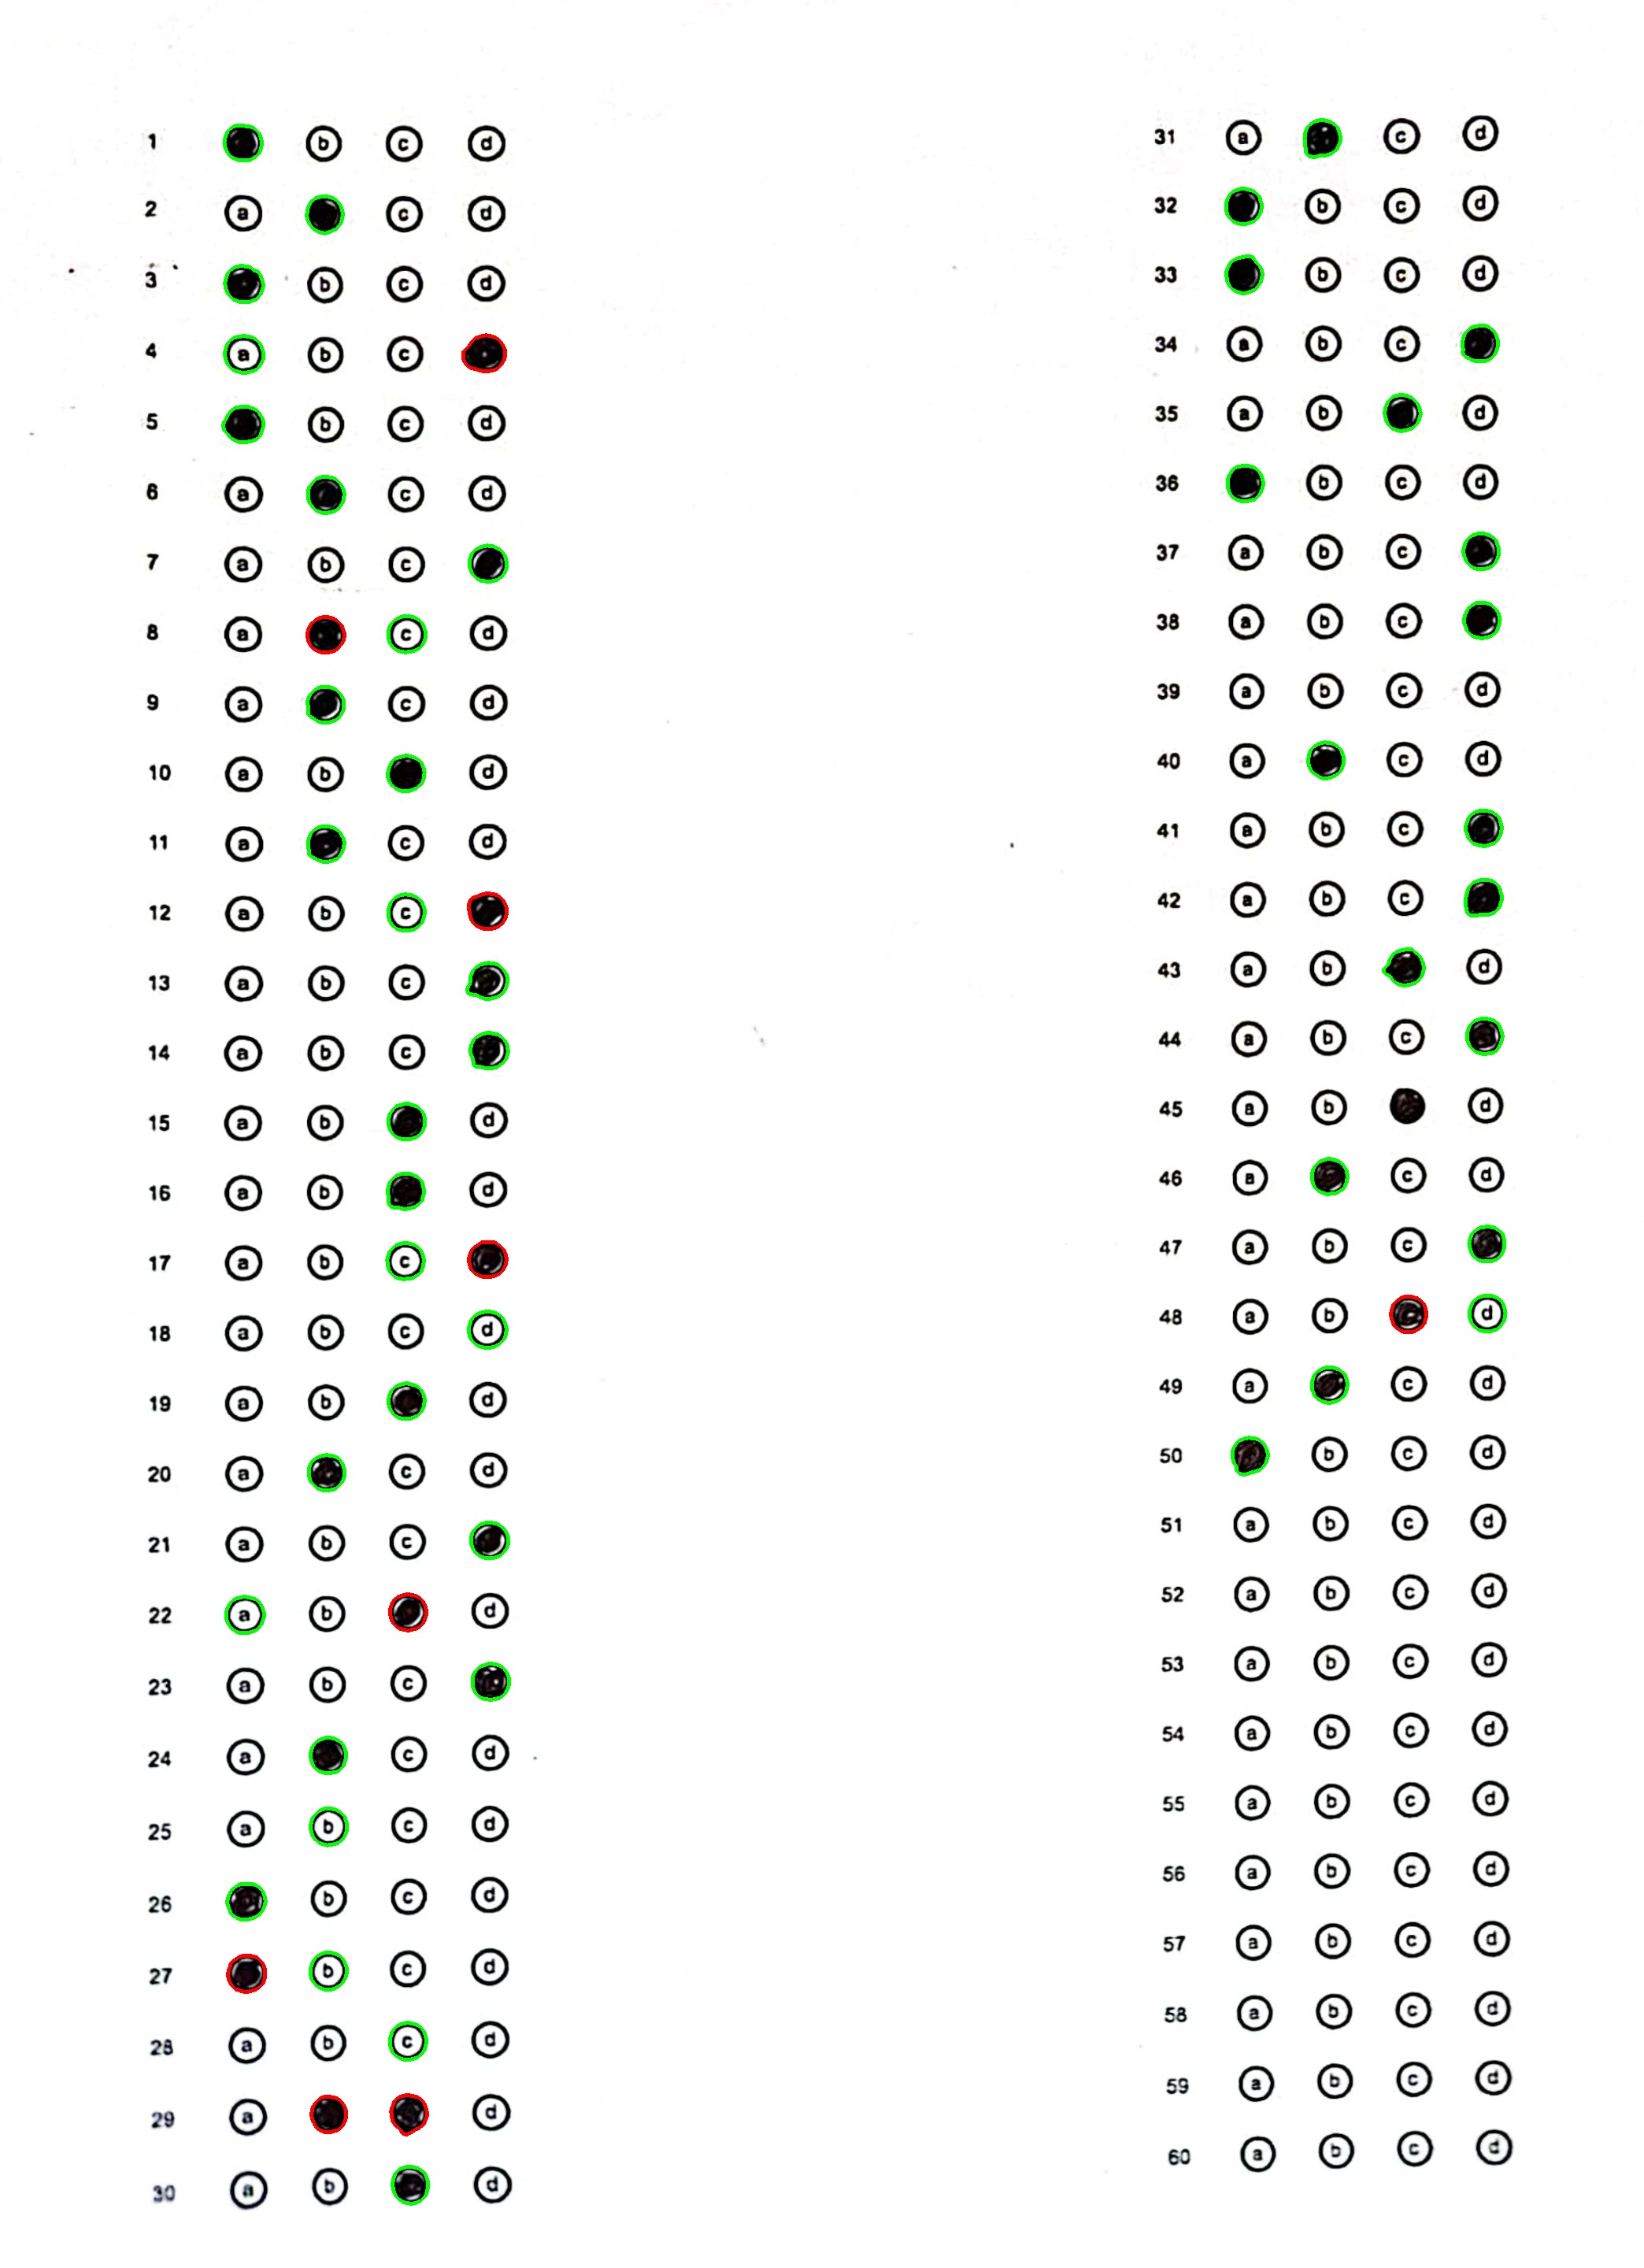 1 b c d
2 a c d
3 b c d
4 a b c
5 b c d
6 a c d
7 a b c
8 a c d
9 a c d
10 a b d
11 a c d
12 a b c
13 a b c
14 a b c
15 a b d
16 a b d
17 a b c
18 a b c d
19 a b d
20 a c d
21 a b c
22 a b d
23 a b c
24 a c d
25 a b c d
26 b c d
27 b c d
28 a b c d
29 a d
30 a b d
31 a c d
32 b c d
33 b c d
34 a b c
35 a b d
36 b c d
37 a b c
38 a b c
39 a b c d
40 a c d
41 a b c
42 a b c
43 a b d
44 a b c
45 a b d
46 a c d
47 a b c
48 a b d
49 a c d
50 b c d
51 a b c d
52 a b c d
53 a b c d
54 a b c d
55 a b c d
56 a b c d
57 a b c d
58 a b c d
59 a b c d
60 a b c d